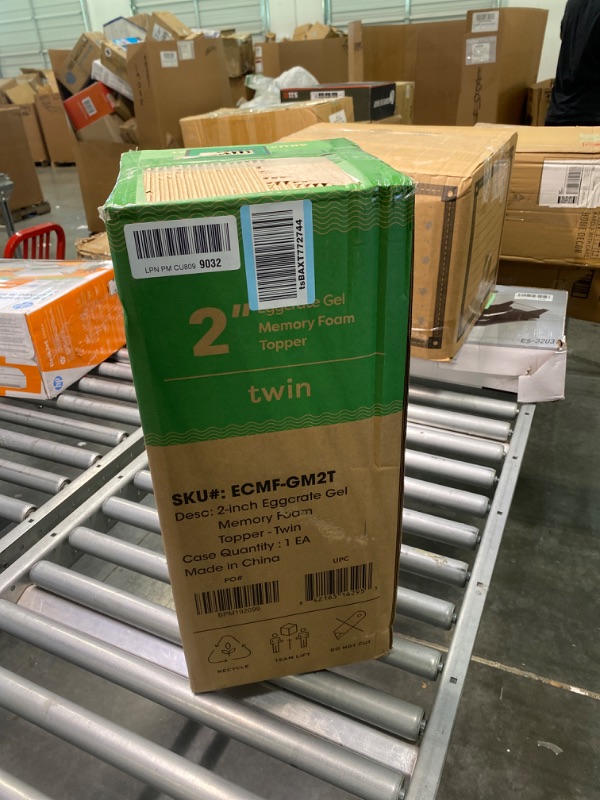 LPN PM CU809 9032
tsBAXT772744
2" Eggcrate Gel
Memory Foam
Topper
twin
SKU#: ECMF-GM2T
Desc: 2-inch Eggcrate Gel
Memory Foam
Topper - Twin
Case Quantity : 1 EA
Made in China
PO#
BPM192099
UPC
RECYCLE
TEAM LIFT
DO NOT CUT